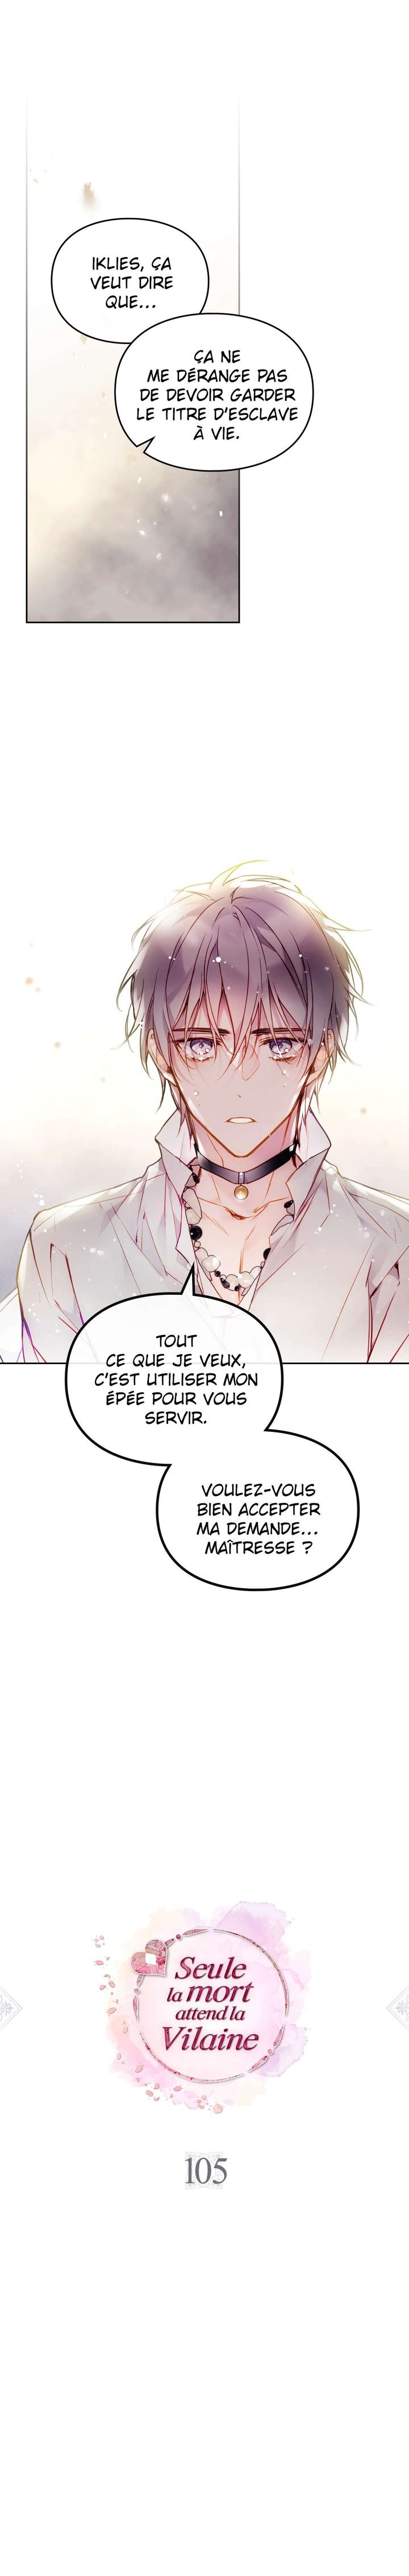 IKLIES, ÇA
VEUT DIRE
QUE...
ÇA NE
ME DÉRANGE PAS
DE DEVOIR GARDER
LE TITRE D'ESCLAVE
À VIE.
TOUT
CE QUE JE VEUX,
C'EST UTILISER MON
ÉPÉE POUR VOUS
SERVIR.
VOULEZ-VOUS
BIEN ACCEPTER
MA DEMANDE...
MAÎTRESSE ?
Seule
la mort
attend la
Vilaine
105